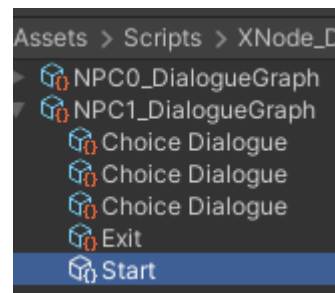 Assets > Scripts > XNode_D
NPC0_DialogueGraph
NPC1_DialogueGraph
Choice Dialogue
Choice Dialogue
Choice Dialogue
Exit
Start